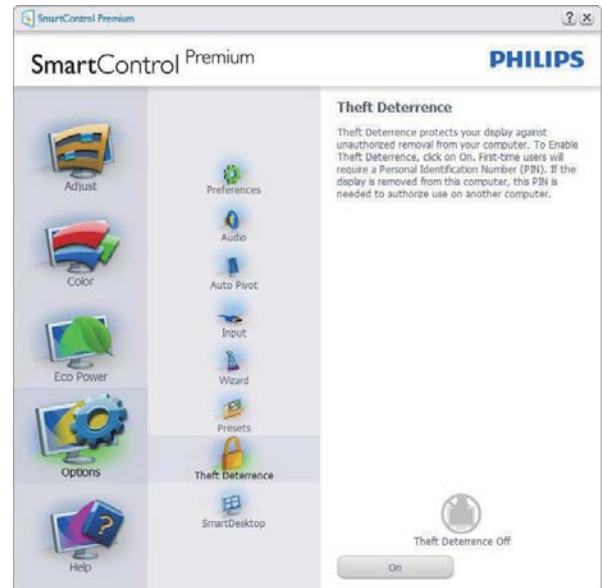 SmartControl Premium
? x
SmartControl Premium
PHILIPS
Adjust
Color
Eco Power
Options
Help
Preferences
Audio
Auto Pivot
Input
Wizard
Presets
Theft Deterrence
SmartDesktop
Theft Deterrence
Theft Deterrence protects your display against
unauthorized removal from your computer. To Enable
Theft Deterrence, click on On. First-time users will
require a Personal Identification Number (PIN). If the
display is removed from this computer, this PIN is
needed to authorize use on another computer.
Theft Deterrence Off
On